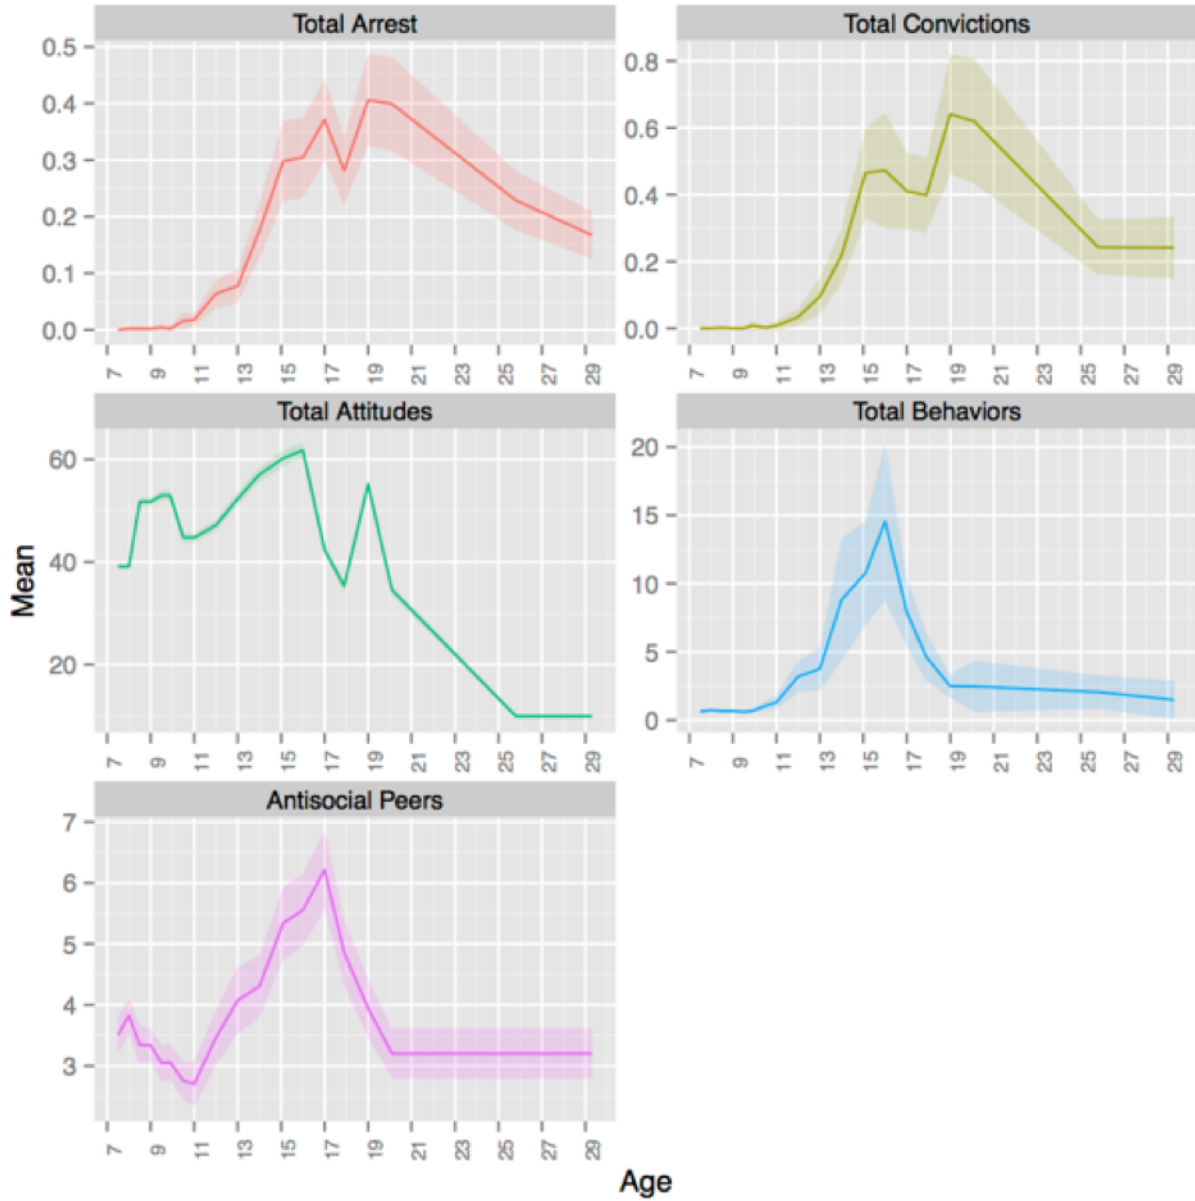 Total Arrest
0.5
0.4
0.3
0.2
0.1
0.0
7 9 11 13 15 17 19 21 23 25 27 29
Total Convictions
0.8
0.6
0.4
0.2
0.0
7 9 11 13 15 17 19 21 23 25 27 29
Total Attitudes
60
40
20
7 9 11 13 15 17 19 21 23 25 27 29
Total Behaviors
20
15
10
5
0
7 9 11 13 15 17 19 21 23 25 27 29
Antisocial Peers
7
6
5
4
3
7 9 11 13 15 17 19 21 23 25 27 29
Mean
Age